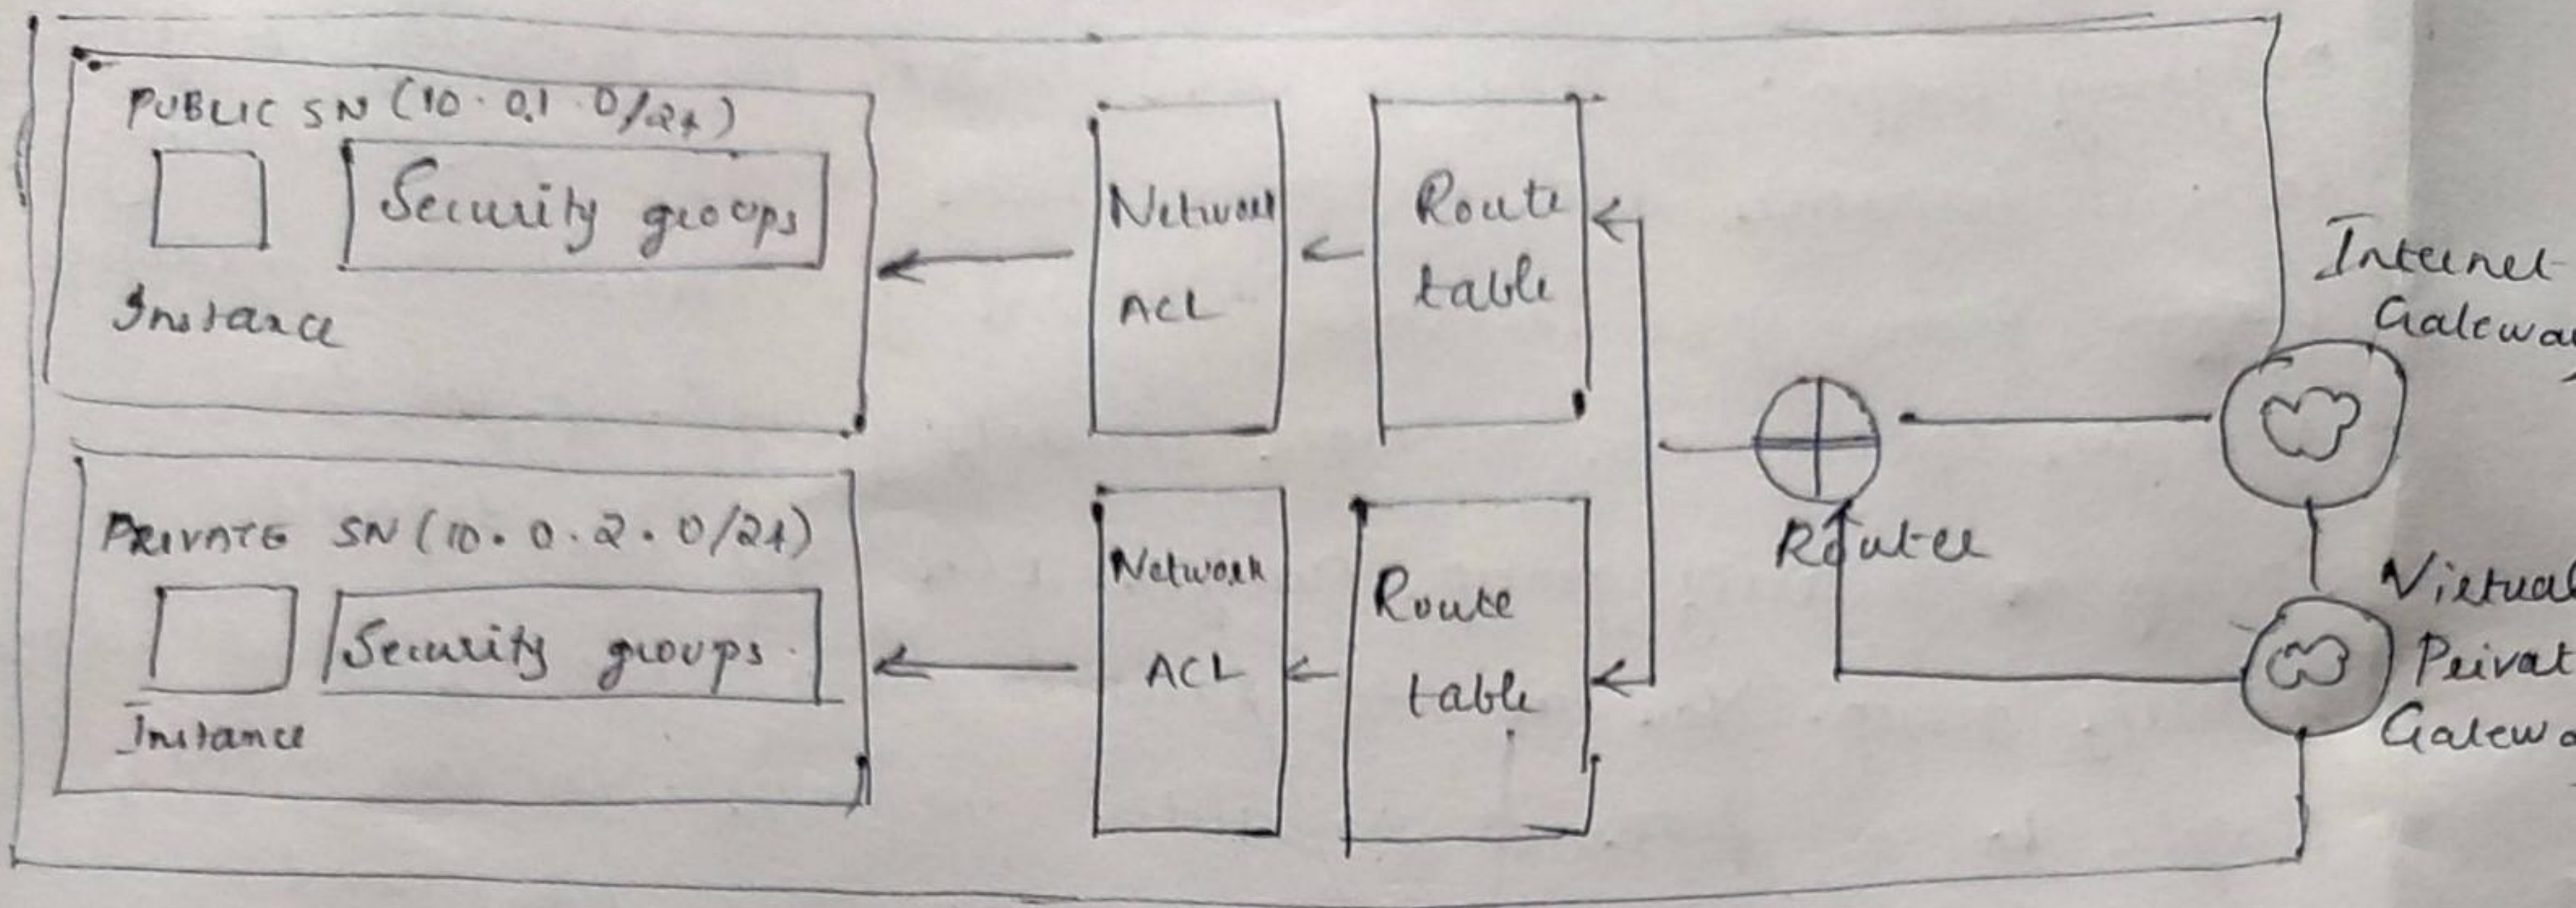 PUBLIC SN (10.0.1.0/24)
Security groups
Instance
Network
ACL
Route
table
Internet
Gateway
Router
PRIVATE SN (10.0.2.0/24)
Security groups.
Instance
Network
ACL
Route
table
Virtual
Privat
Gatewa